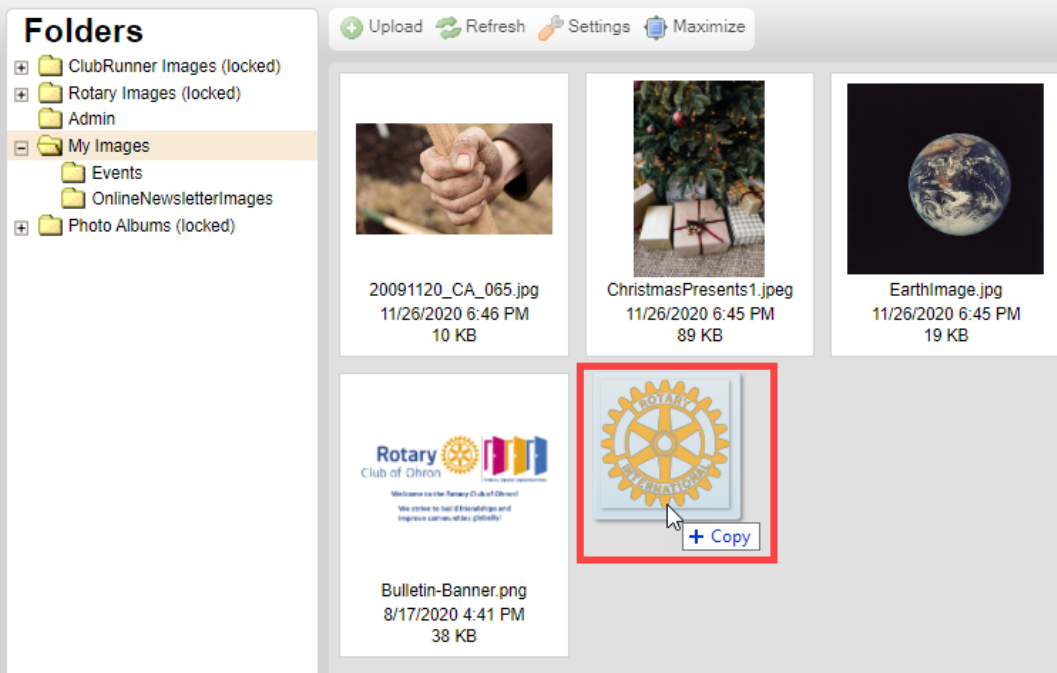 Folders
ClubRunner Images (locked)
Rotary Images (locked)
Admin
My Images
Events
OnlineNewsletterImages
Photo Albums (locked)
Upload Refresh Settings Maximize
20091120_CA_065.jpg
11/26/2020 6:46 PM
10 KB
ChristmasPresents1.jpeg
11/26/2020 6:45 PM
89 KB
EarthImage.jpg
11/26/2020 6:45 PM
19 KB
Rotary
Club of Ohron
Welcome to the Rotary Club of Ohron!
We strive to build friendships and
improve communities globally!
Bulletin-Banner.png
8/17/2020 4:41 PM
38 KB
ROTARY
INTERNATIONAL
+ Copy